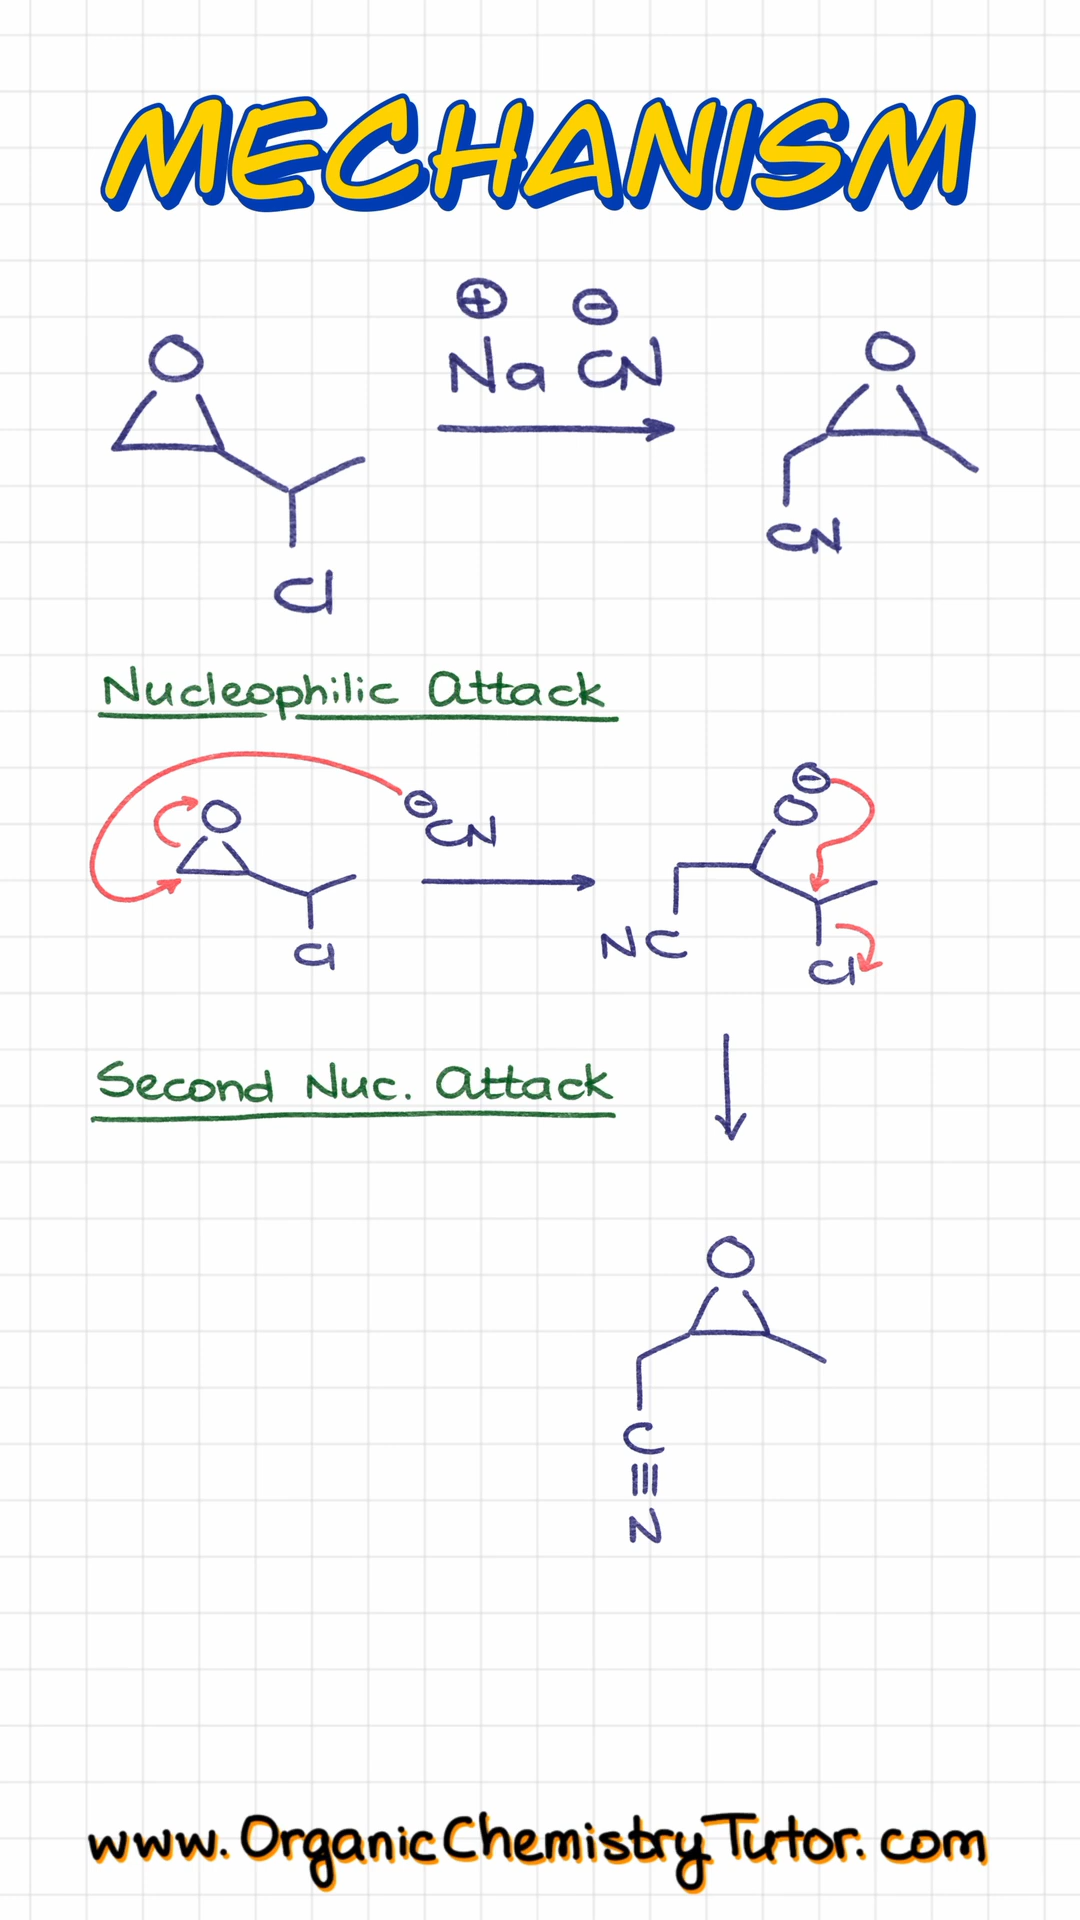 MECHANISM
⊕ ⊖
O Na CN O
CN
Cl
Nucleophilic Attack
⊖
O CN O ⊖
Cl NC Cl
Second Nuc. Attack
O
C
N
www.OrganicChemistryTutor.com